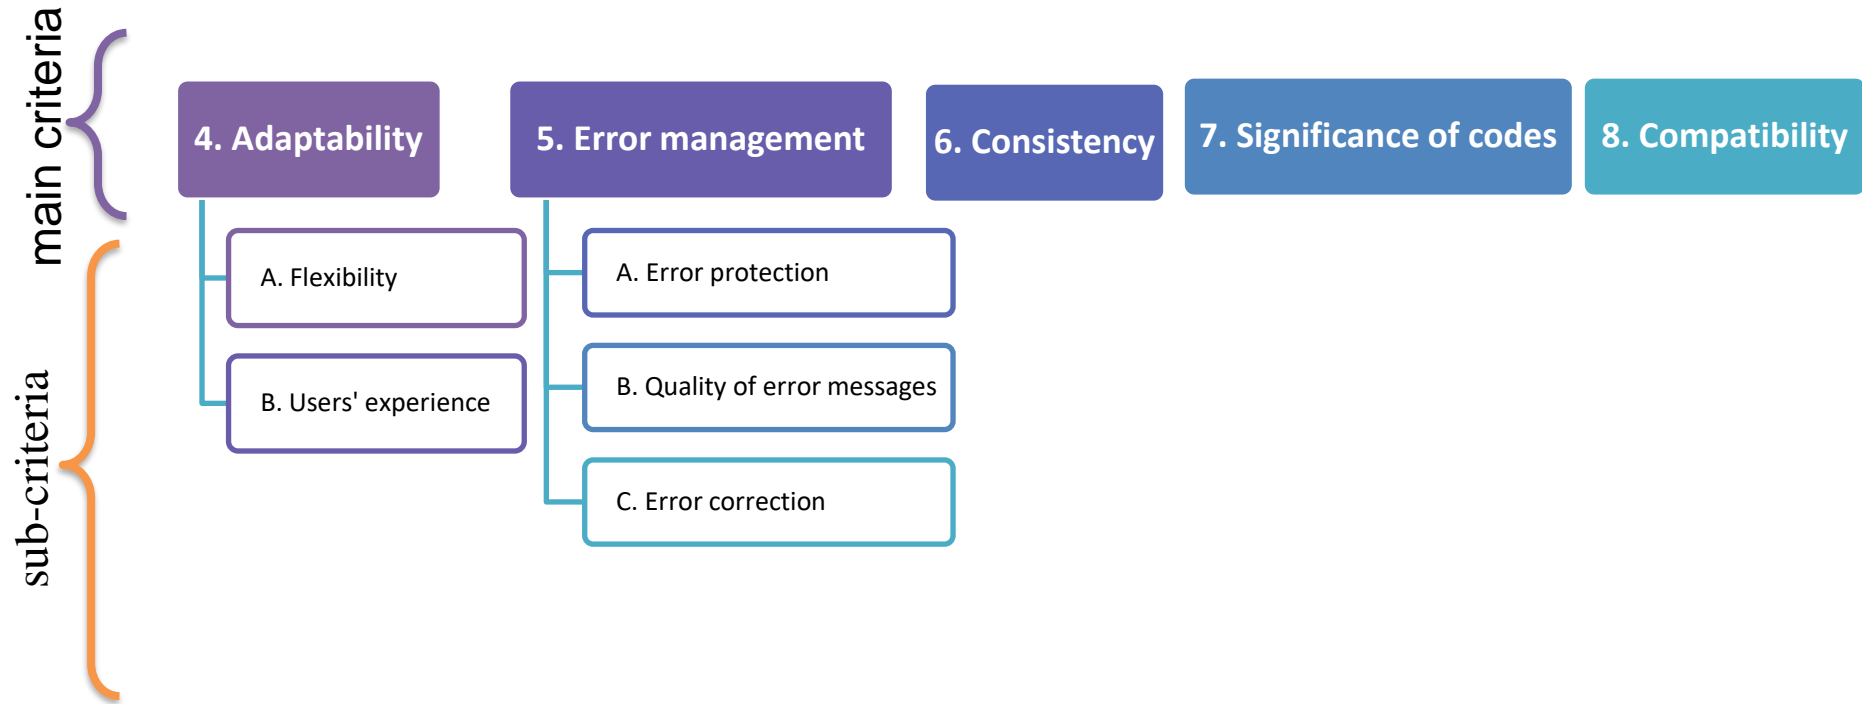 main criteria
4. Adaptability
5. Error management
6. Consistency
7. Significance of codes
8. Compatibility
sub-criteria
A. Flexibility
B. Users' experience
A. Error protection
B. Quality of error messages
C. Error correction